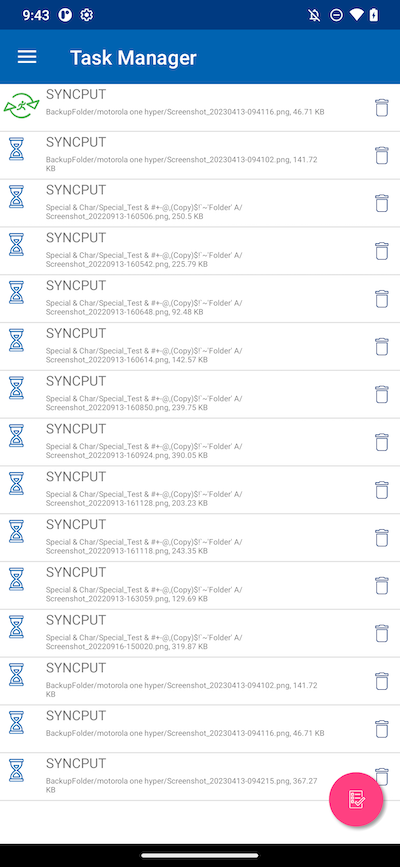 9:43
Task Manager
SYNCPUT
BackupFolder/motorola one hyper/Screenshot_20230413-094116.png, 46.71 KB
SYNCPUT
BackupFolder/motorola one hyper/Screenshot_20230413-094102.png, 141.72
KB
SYNCPUT
Special & Char/Special_Test & #+-@,(Copy)$!`~'Folder' A/
Screenshot_20220913-160506.png, 250.5 KB
SYNCPUT
Special & Char/Special_Test & #+-@,(Copy)$!`~'Folder' A/
Screenshot_20220913-160542.png, 225.79 KB
SYNCPUT
Special & Char/Special_Test & #+-@,(Copy)$!`~'Folder' A/
Screenshot_20220913-160648.png, 92.48 KB
SYNCPUT
Special & Char/Special_Test & #+-@,(Copy)$!`~'Folder' A/
Screenshot_20220913-160614.png, 142.57 KB
SYNCPUT
Special & Char/Special_Test & #+-@,(Copy)$!`~'Folder' A/
Screenshot_20220913-160850.png, 239.75 KB
SYNCPUT
Special & Char/Special_Test & #+-@,(Copy)$!`~'Folder' A/
Screenshot_20220913-160924.png, 390.05 KB
SYNCPUT
Special & Char/Special_Test & #+-@,(Copy)$!`~'Folder' A/
Screenshot_20220913-161128.png, 203.23 KB
SYNCPUT
Special & Char/Special_Test & #+-@,(Copy)$!`~'Folder' A/
Screenshot_20220913-161118.png, 243.35 KB
SYNCPUT
Special & Char/Special_Test & #+-@,(Copy)$!`~'Folder' A/
Screenshot_20220913-163059.png, 129.69 KB
SYNCPUT
Special & Char/Special_Test & #+-@,(Copy)$!`~'Folder' A/
Screenshot_20220916-150020.png, 319.87 KB
SYNCPUT
BackupFolder/motorola one hyper/Screenshot_20230413-094102.png, 141.72
KB
SYNCPUT
BackupFolder/motorola one hyper/Screenshot_20230413-094116.png, 46.71 KB
SYNCPUT
BackupFolder/motorola one hyper/Screenshot_20230413-094215.png, 367.27
KB